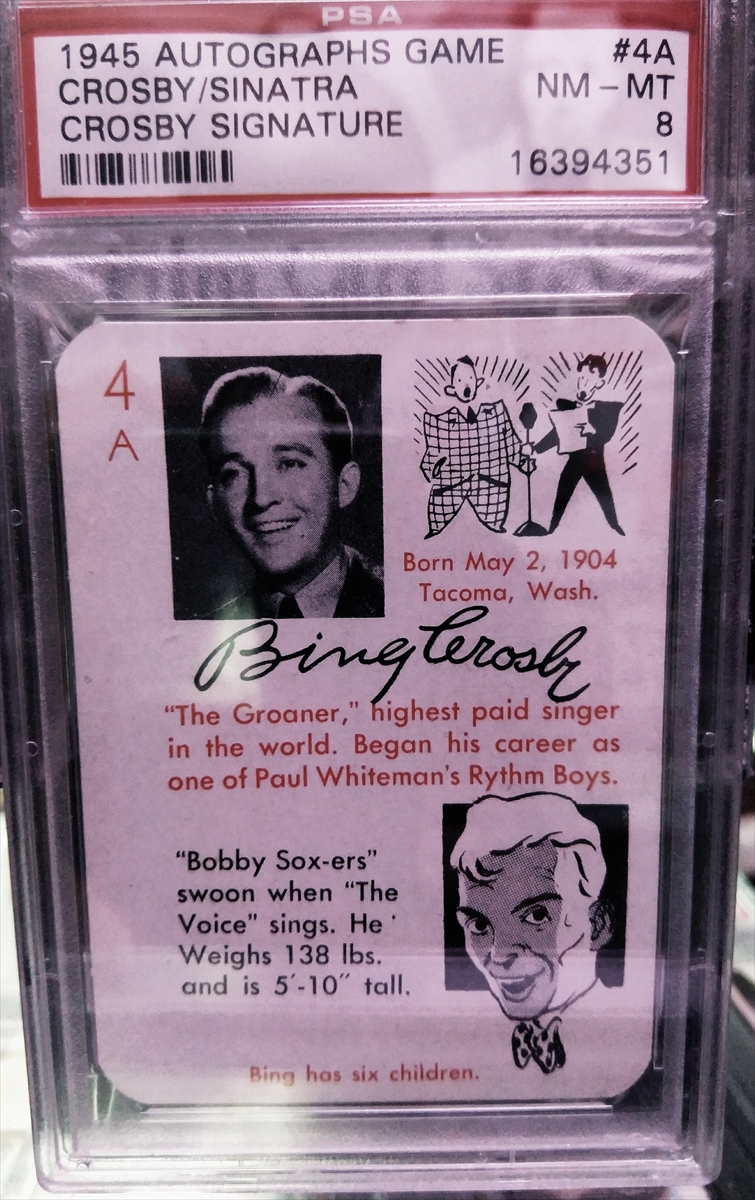 PSA
1945 AUTOGRAPHS GAME #4A
CROSBY/SINATRA NM-MT
CROSBY SIGNATURE 8
16394351
4
A
Born May 2, 1904
Tacoma, Wash.
Bing Crosby
"The Groaner," highest paid singer
in the world. Began his career as
one of Paul Whiteman's Rythm Boys.
"Bobby Sox-ers"
swoon when "The
Voice" sings. He
Weighs 138 lbs.
and is 5′-10″ tall.
Bing has six children.